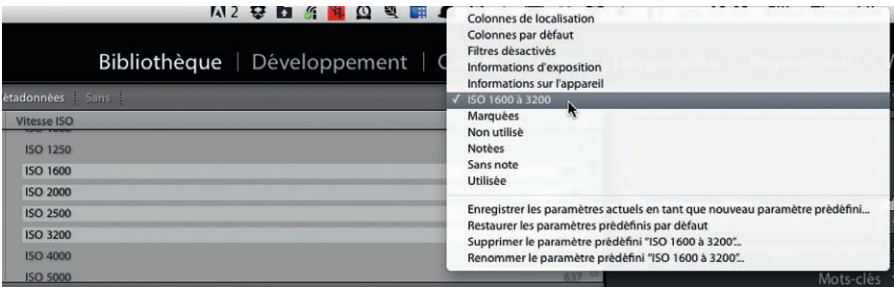 2
Bibliothèque | Développement | C
étadonnées Sans
Vitesse ISO
ISO 1250
ISO 1600
ISO 2000
ISO 2500
ISO 3200
ISO 4000
ISO 5000 637
Colonnes de localisation
Colonnes par défaut
Filtres désactivés
Informations d'exposition
Informations sur l'appareil
✓ ISO 1600 à 3200
Marquées
Non utilisé
Notées
Sans note
Utilisée
Enregistrer les paramètres actuels en tant que nouveau paramètre prédéfini...
Restaurer les paramètres prédéfinis par défaut
Supprimer le paramètre prédéfini "ISO 1600 à 3200"...
Renommer le paramètre prédéfini "ISO 1600 à 3200"...
Mots-clés